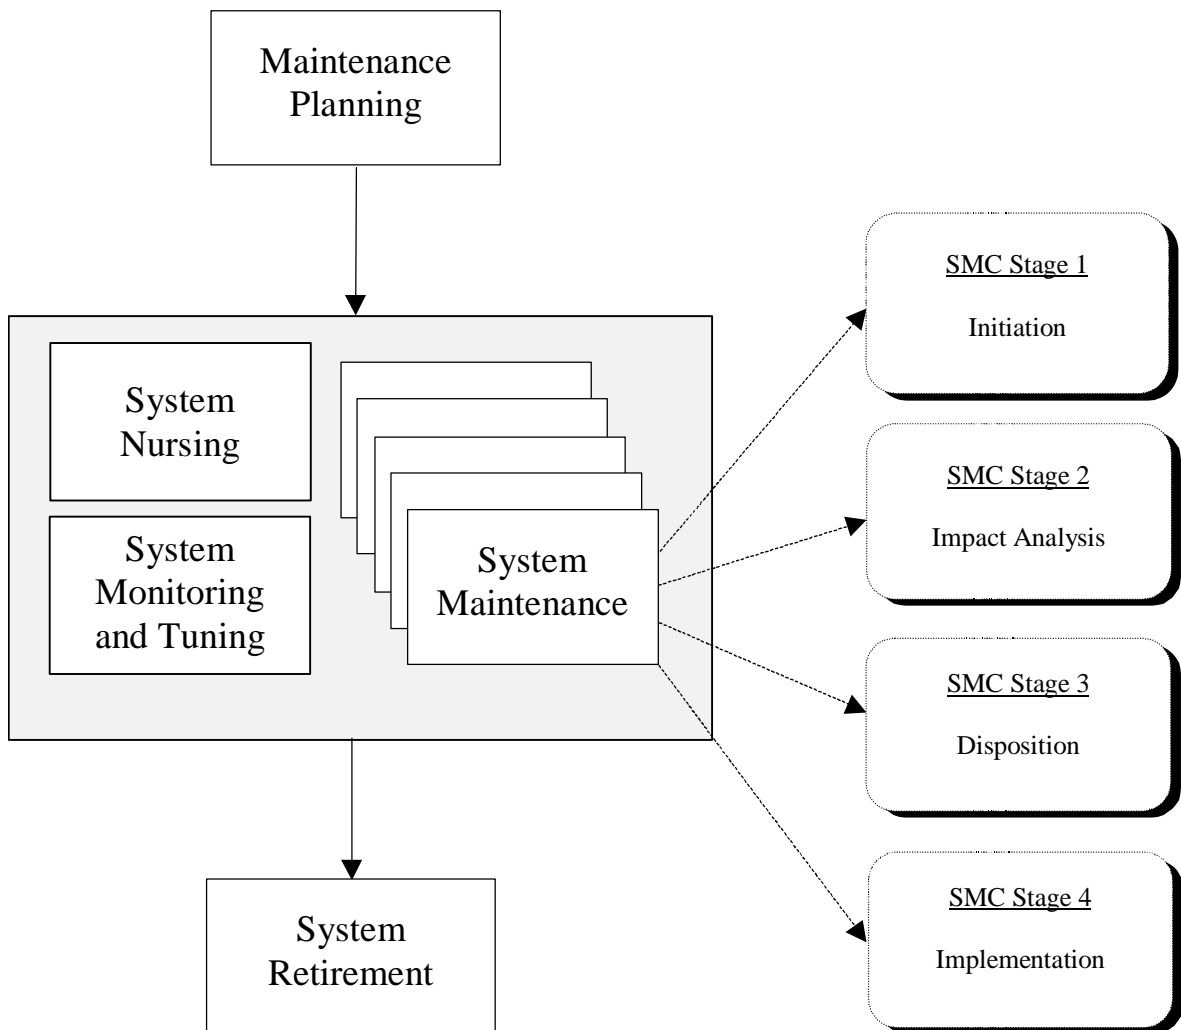 Maintenance
Planning
System
Nursing
System
Monitoring
and Tuning
System
Maintenance
System
Retirement
SMC Stage 1
Initiation
SMC Stage 2
Impact Analysis
SMC Stage 3
Disposition
SMC Stage 4
Implementation